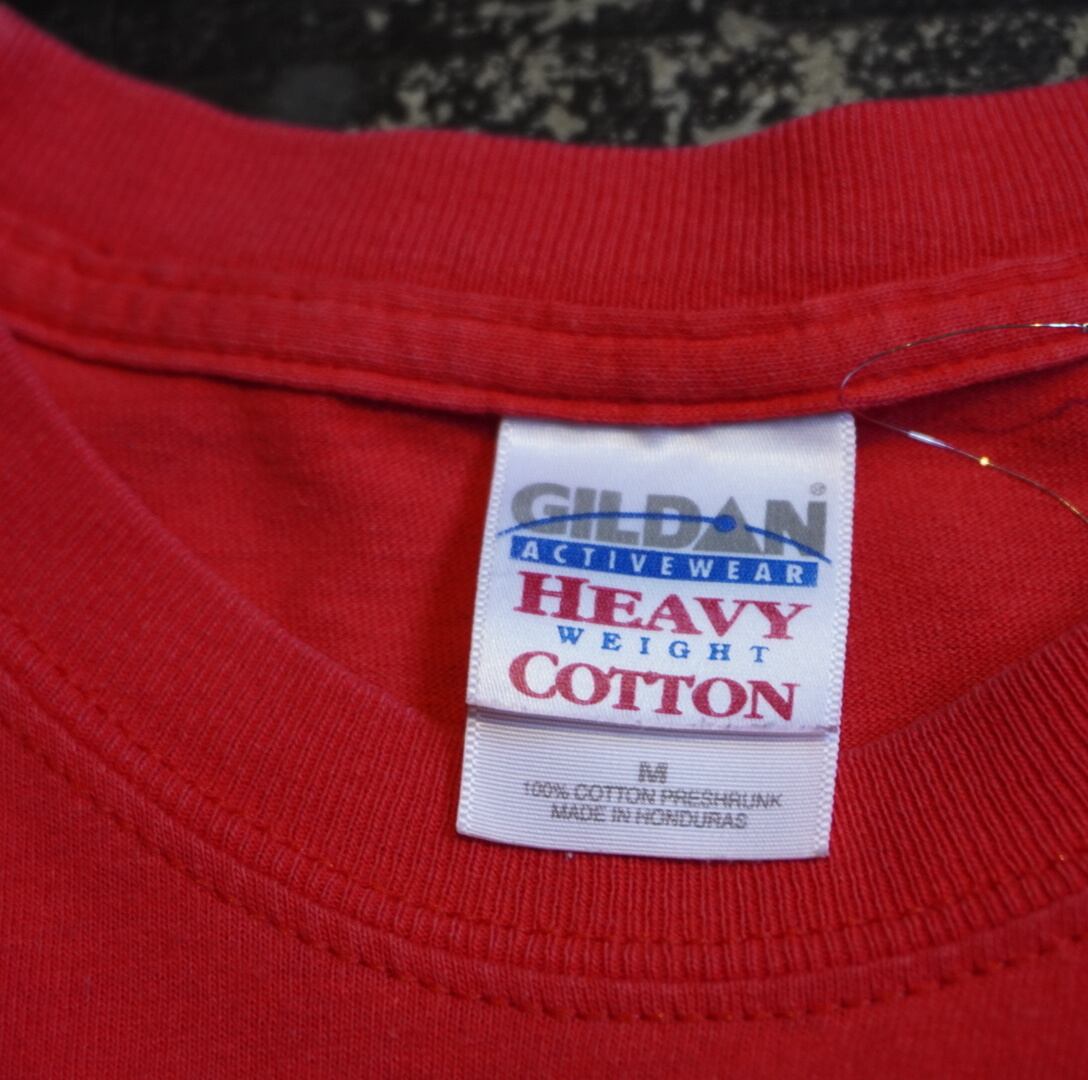 GILDAN®
ACTIVEWEAR
HEAVY
WEIGHT
COTTON
M
100% COTTON PRESHRUNK
MADE IN HONDURAS